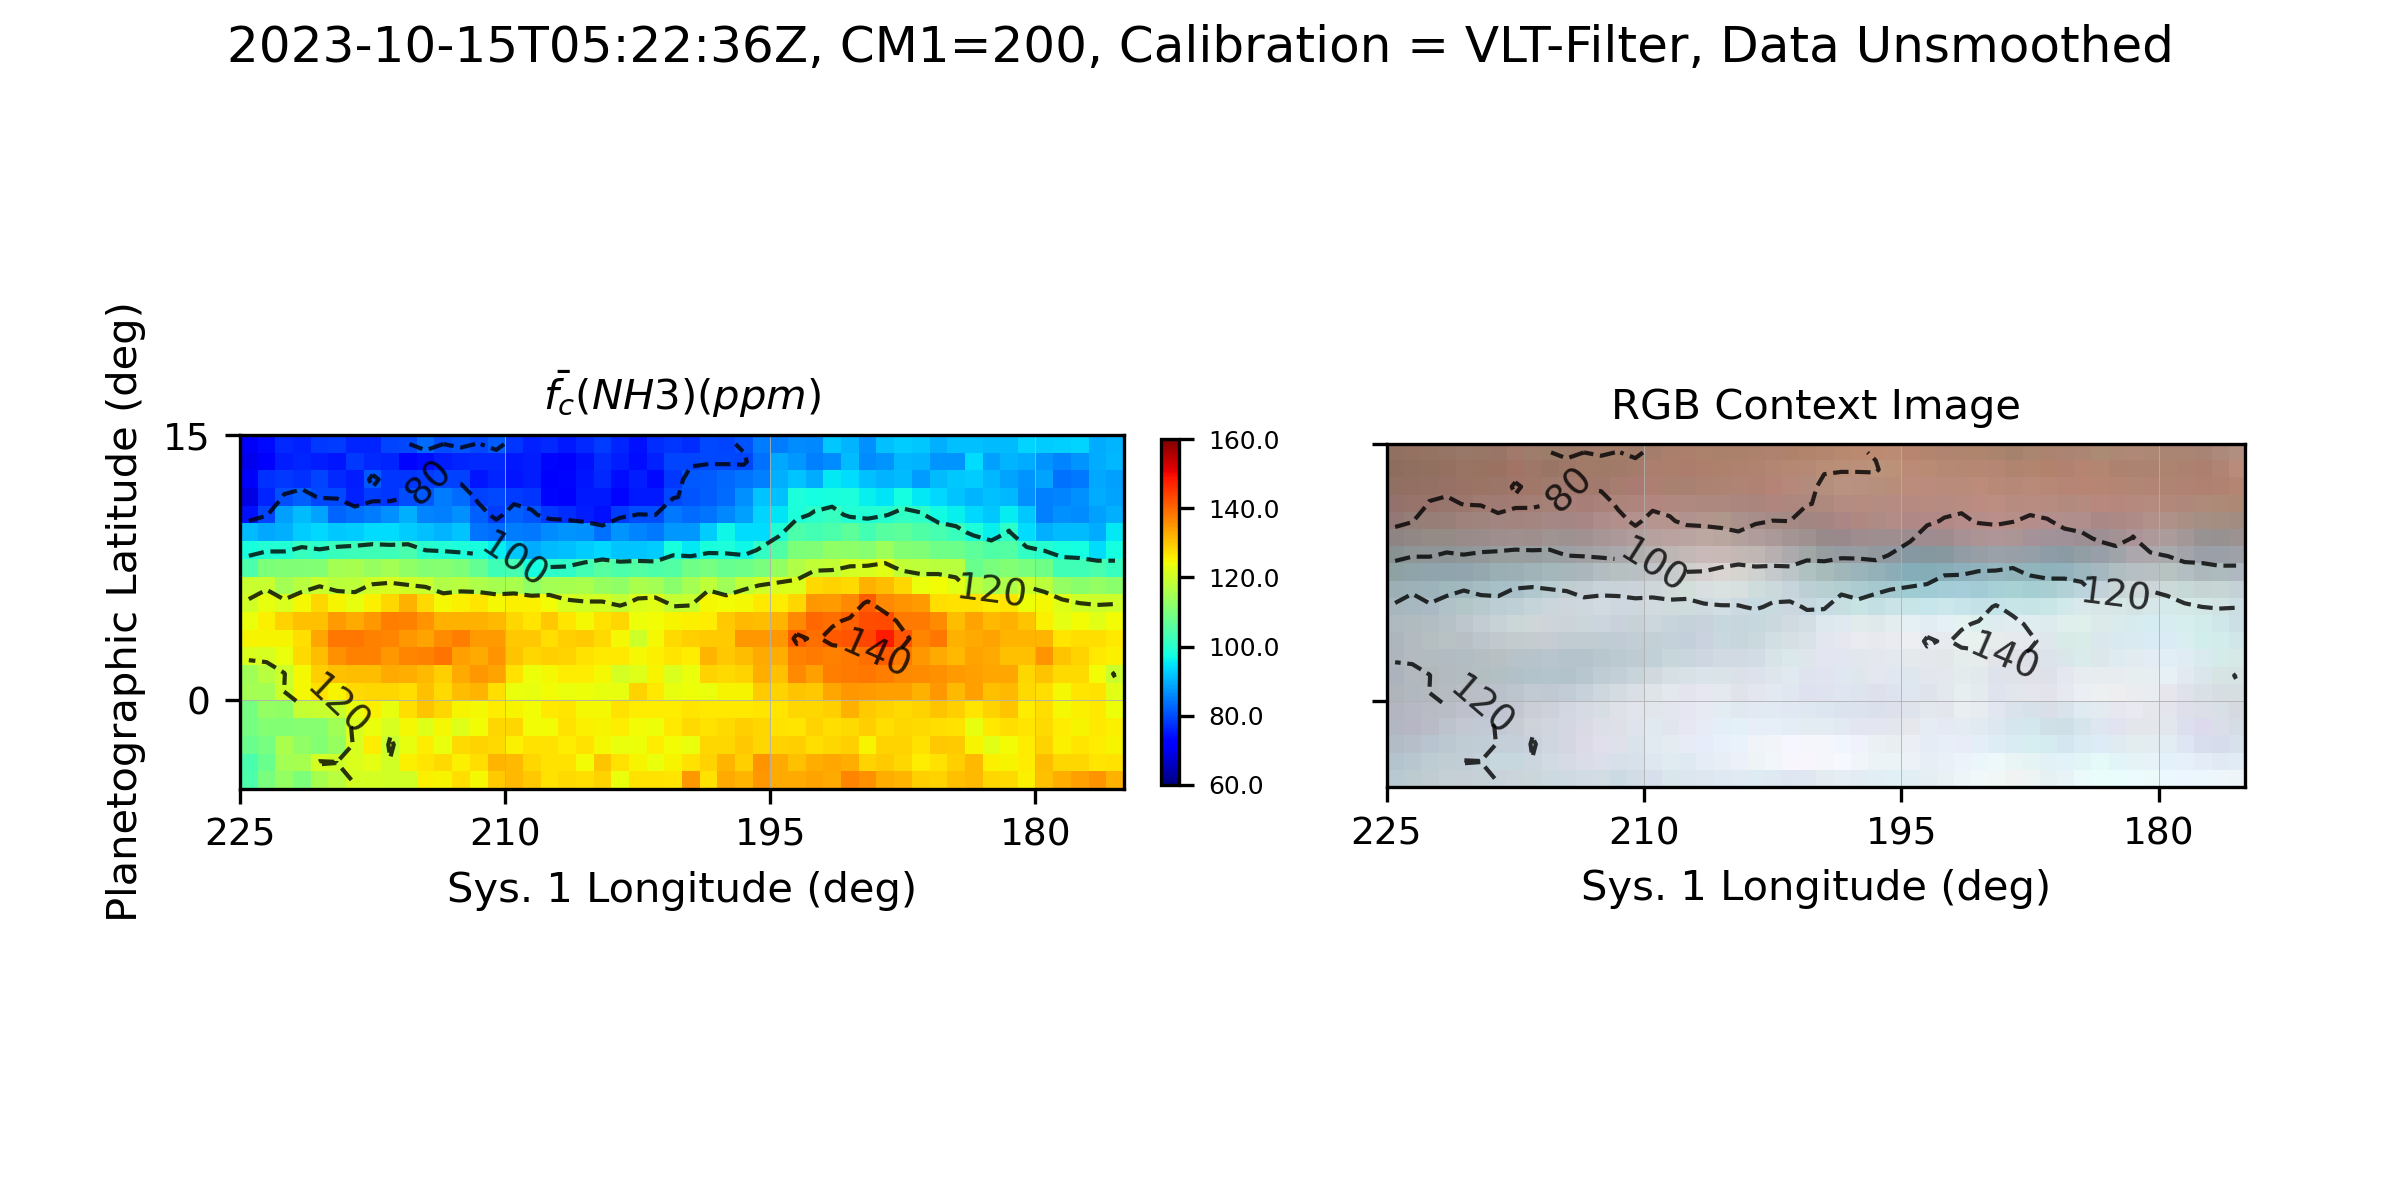 2023-10-15T05:22:36Z, CM1=200, Calibration = VLT-Filter, Data Unsmoothed
Planetographic Latitude (deg)
f̄c(NH3)(ppm)
15
0
80
100
120
140
120
225 210 195 180
Sys. 1 Longitude (deg)
160.0
140.0
120.0
100.0
80.0
60.0
RGB Context Image
80
100
120
140
120
225 210 195 180
Sys. 1 Longitude (deg)